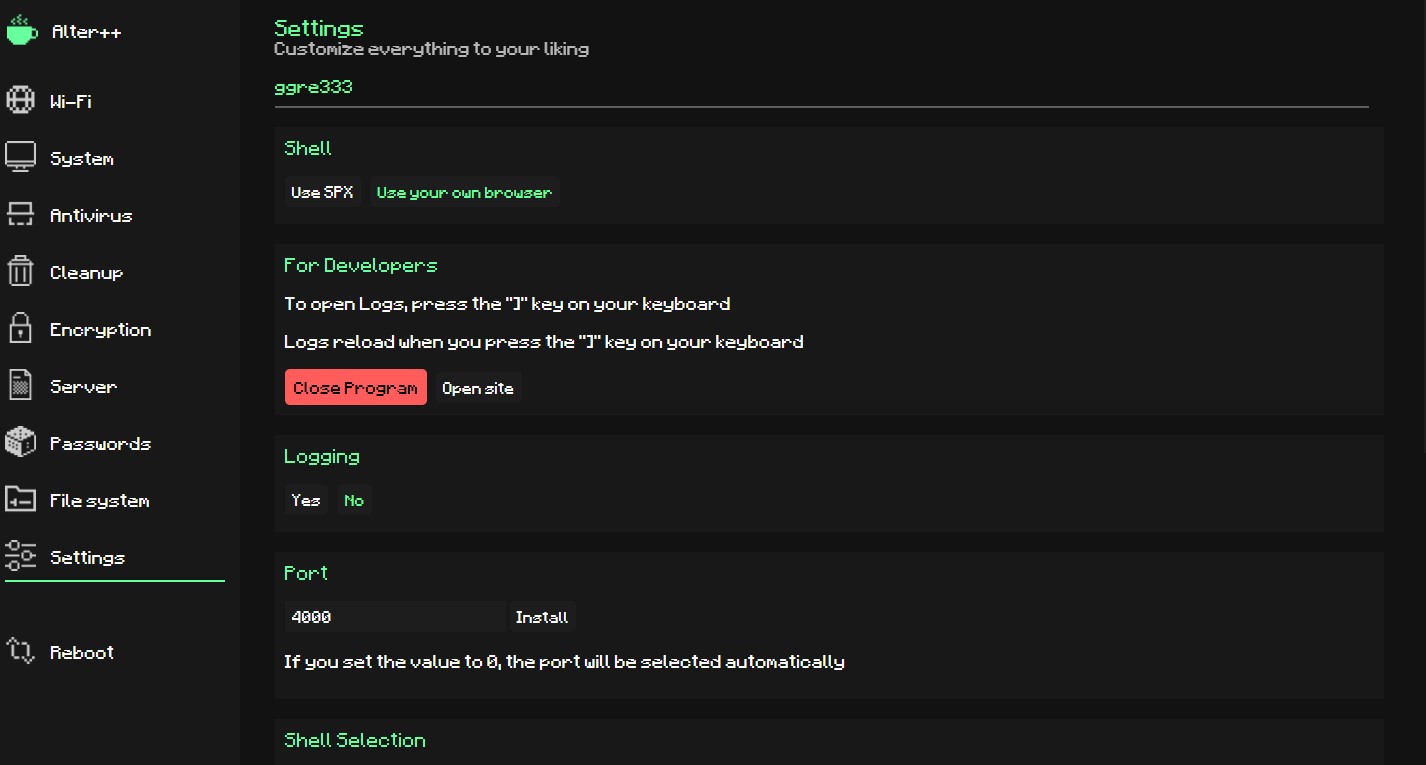 Alter++
Wi-Fi
System
Antivirus
Cleanup
Encryption
Server
Passwords
File system
Settings
Reboot
Settings
Customize everything to your liking
ggre333
Shell
Use SPX Use your own browser
For Developers
To open Logs, press the "]" key on your keyboard
Logs reload when you press the "]" key on your keyboard
Close Program Open site
Logging
Yes No
Port
4000 Install
If you set the value to 0, the port will be selected automatically
Shell Selection